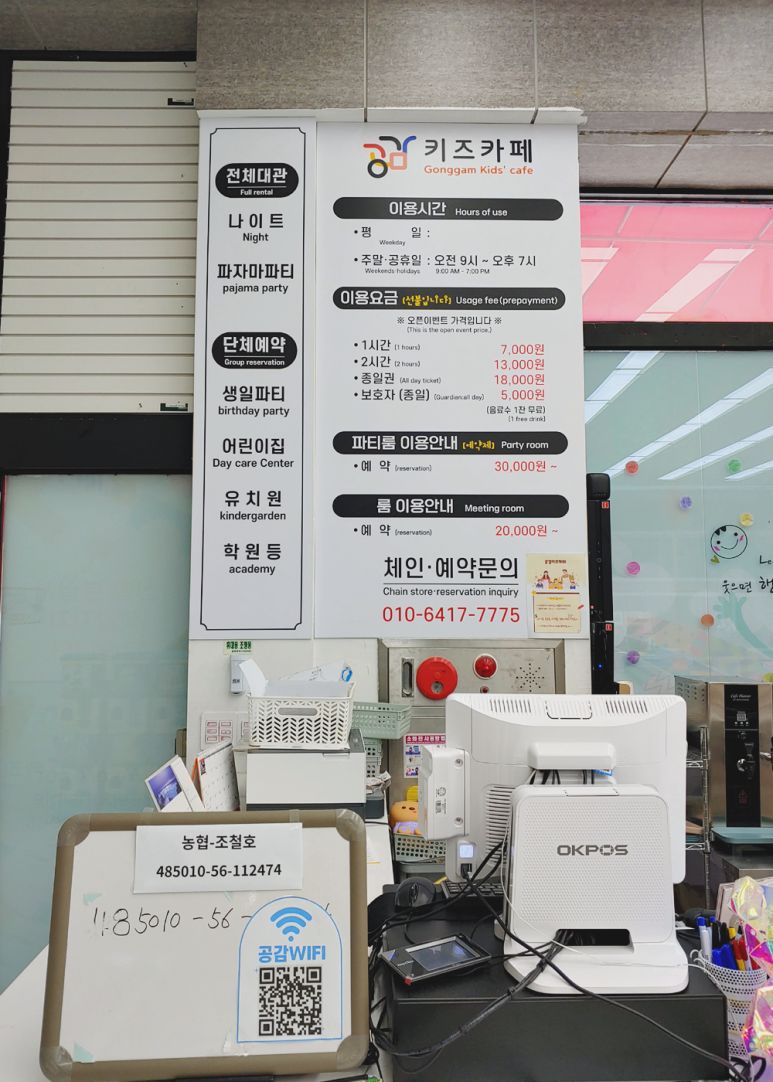 전체대관
Full rental
나이트
Night
파자마파티
pajama party
단체예약
Group reservation
생일파티
birthday party
어린이집
Day care Center
유치원
kindergarden
학원등
academy
공감 키즈카페
Gonggam Kids' cafe
이용시간 Hours of use
• 평 일 :
Weekday
• 주말·공휴일 : 오전 9시 ~ 오후 7시
Weekends·holidays 9:00 AM - 7:00 PM
이용요금 (선불입니다) Usage fee(prepayment)
※ 오픈이벤트 가격입니다 ※
(This is the open event price.)
• 1시간 (1 hours) 7,000원
• 2시간 (2 hours) 13,000원
• 종일권 (All day ticket) 18,000원
• 보호자 (종일) (Guardian:all day) 5,000원
(음료수 1잔 무료)
(1 free drink)
파티룸 이용안내 (예약제) Party room
• 예 약 (reservation) 30,000원 ~
룸 이용안내 Meeting room
• 예 약 (reservation) 20,000원 ~
체인·예약문의
Chain store·reservation inquiry
010-6417-7775
웃으면 행
OKPOS
농협-조철호
485010-56-112474
485010-56-
공감WIFI